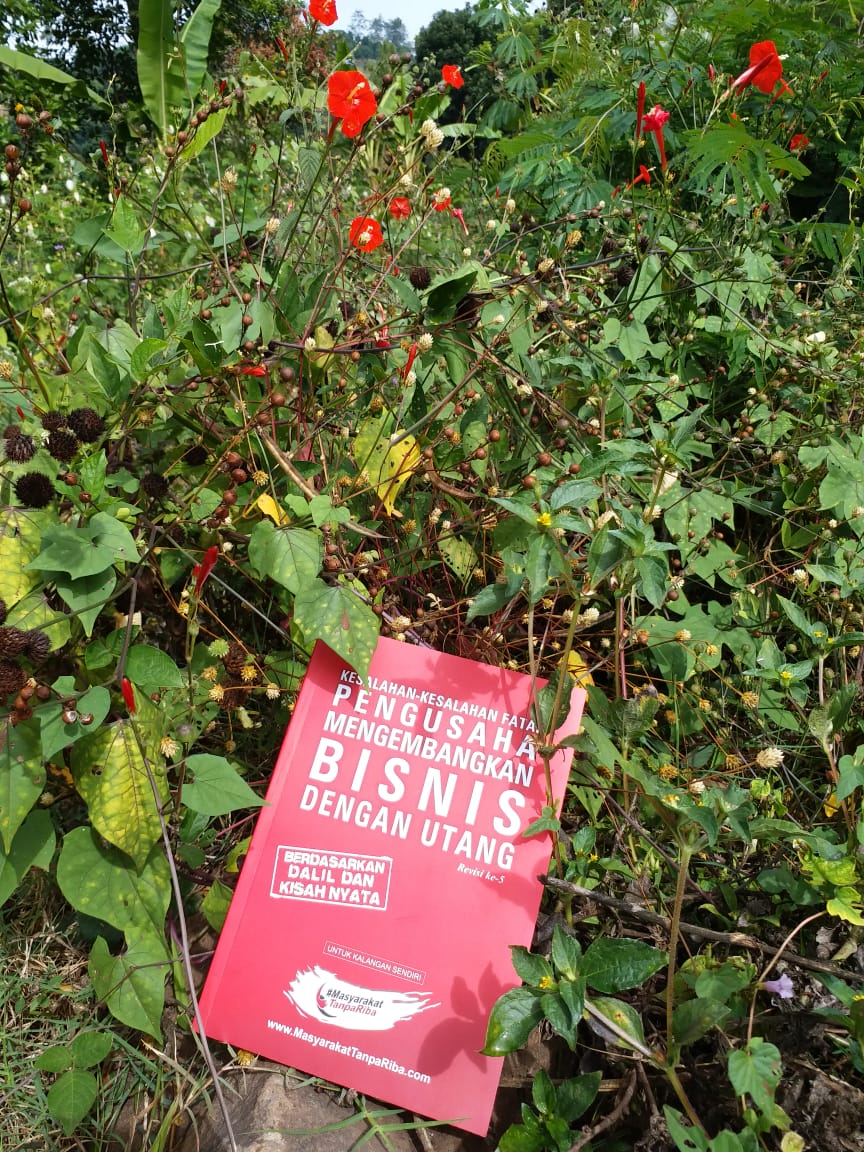 KESALAHAN-KESALAHAN FATAL
PENGUSAHA
MENGEMBANGKAN
BISNIS
DENGAN UTANG
Revisi ke-5
BERDASARKAN
DALIL DAN
KISAH NYATA
UNTUK KALANGAN SENDIRI
#Masyarakat
TanpaRiba
www.MasyarakatTanpaRiba.com